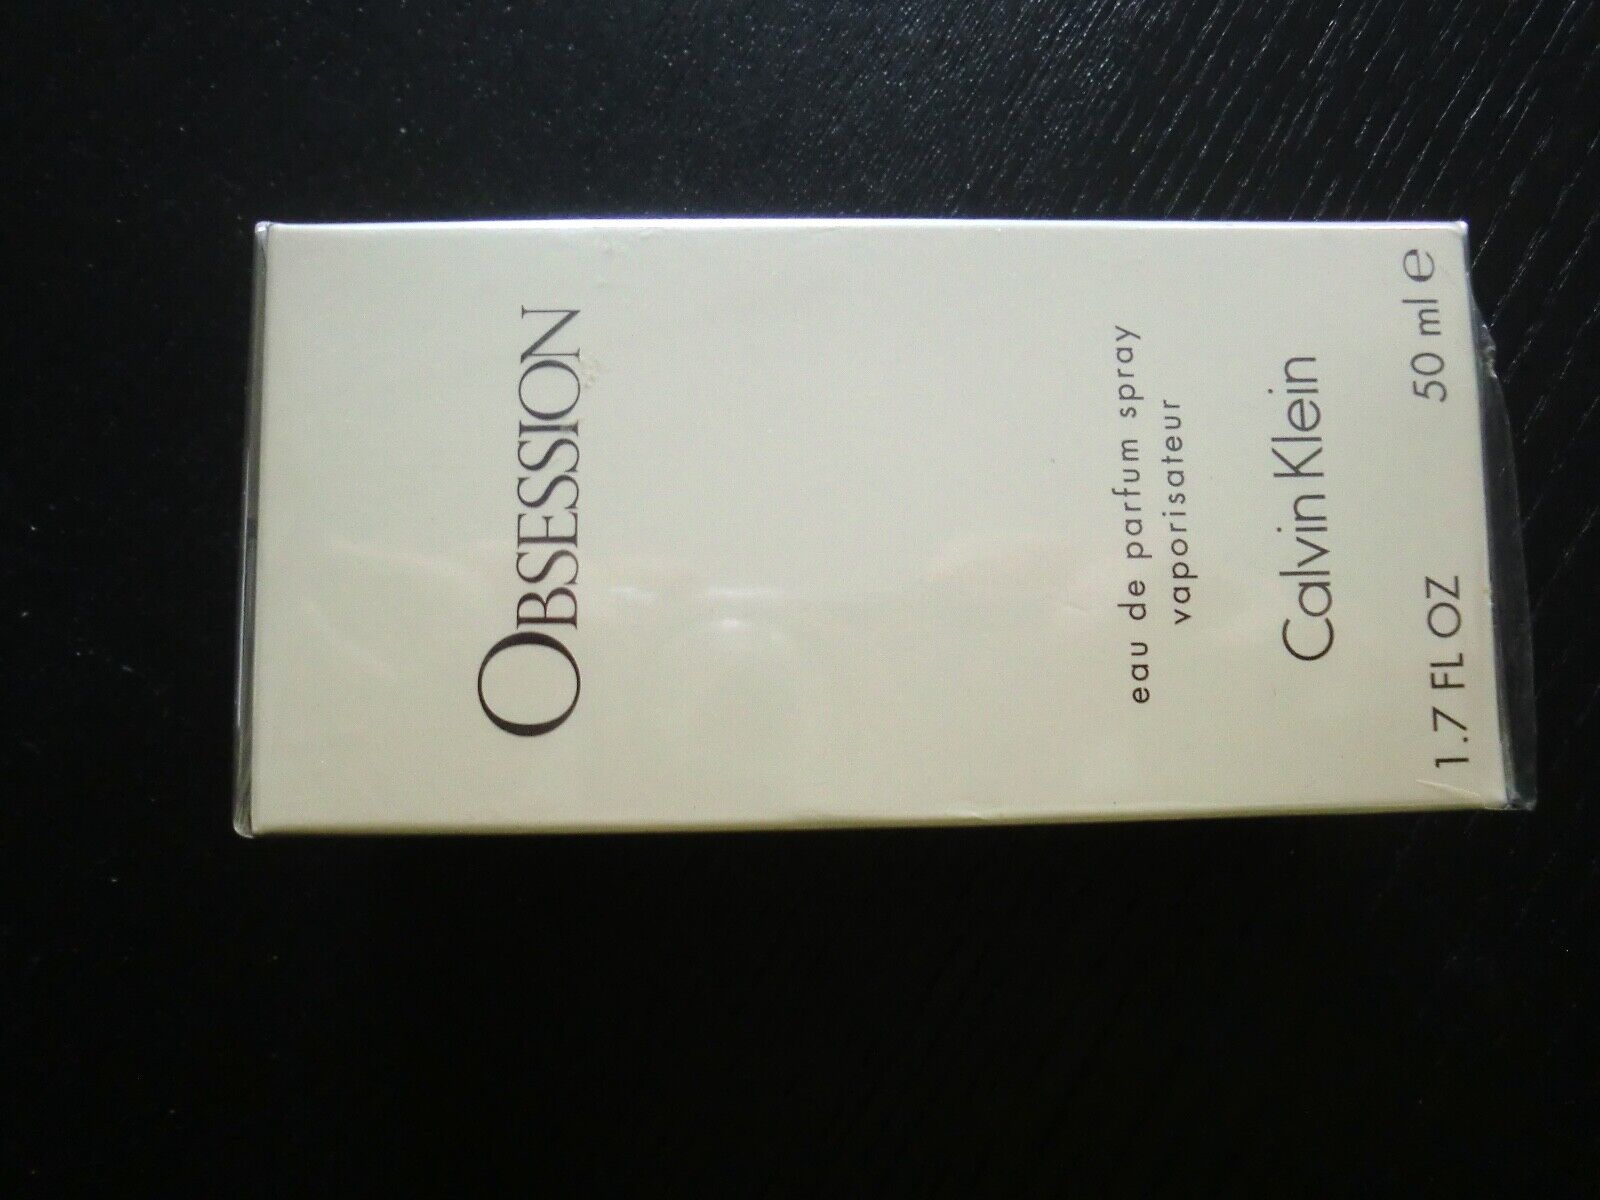 OBSESSION
eau de parfum spray
vaporisateur
Calvin Klein
1.7 FL OZ 50 ml ℮